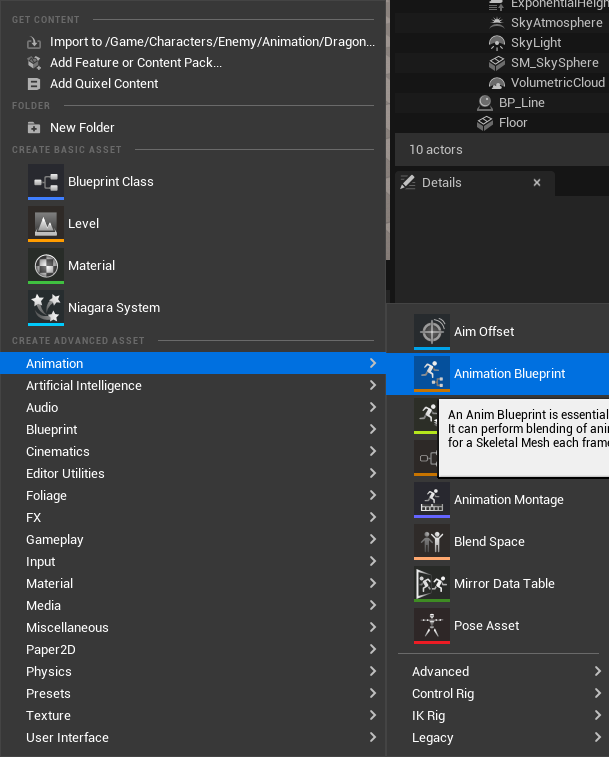 GET CONTENT
Import to /Game/Characters/Enemy/Animation/Dragon...
Add Feature or Content Pack...
Add Quixel Content
FOLDER
New Folder
CREATE BASIC ASSET
Blueprint Class
Level
Material
Niagara System
CREATE ADVANCED ASSET
Animation
Artificial Intelligence
Audio
Blueprint
Cinematics
Editor Utilities
Foliage
FX
Gameplay
Input
Material
Media
Miscellaneous
Paper2D
Physics
Presets
Texture
User Interface
ExponentialHeigh
SkyAtmosphere
SkyLight
SM_SkySphere
VolumetricCloud
BP_Line
Floor
10 actors
Details
Aim Offset
Animation Blueprint
An Anim Blueprint is essential
It can perform blending of anim
for a Skeletal Mesh each frame
Animation Montage
Blend Space
Mirror Data Table
Pose Asset
Advanced
Control Rig
IK Rig
Legacy